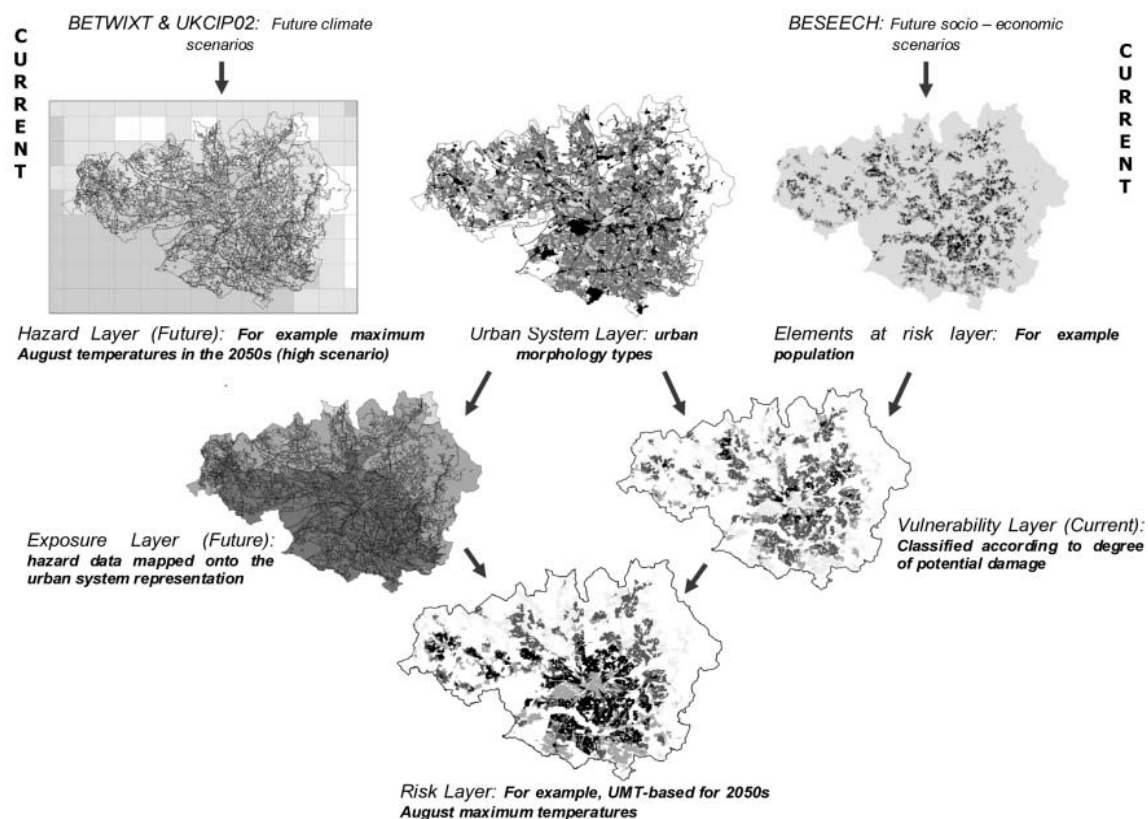 BETWIXT & UKCIP02: Future climate
scenarios
BESEECH: Future socio – economic
scenarios
CURRENT
CURRENT
Hazard Layer (Future): For example maximum
August temperatures in the 2050s (high scenario)
Urban System Layer: urban
morphology types
Elements at risk layer: For example
population
Exposure Layer (Future):
hazard data mapped onto the
urban system representation
Vulnerability Layer (Current):
Classified according to degree
of potential damage
Risk Layer: For example, UMT-based for 2050s
August maximum temperatures